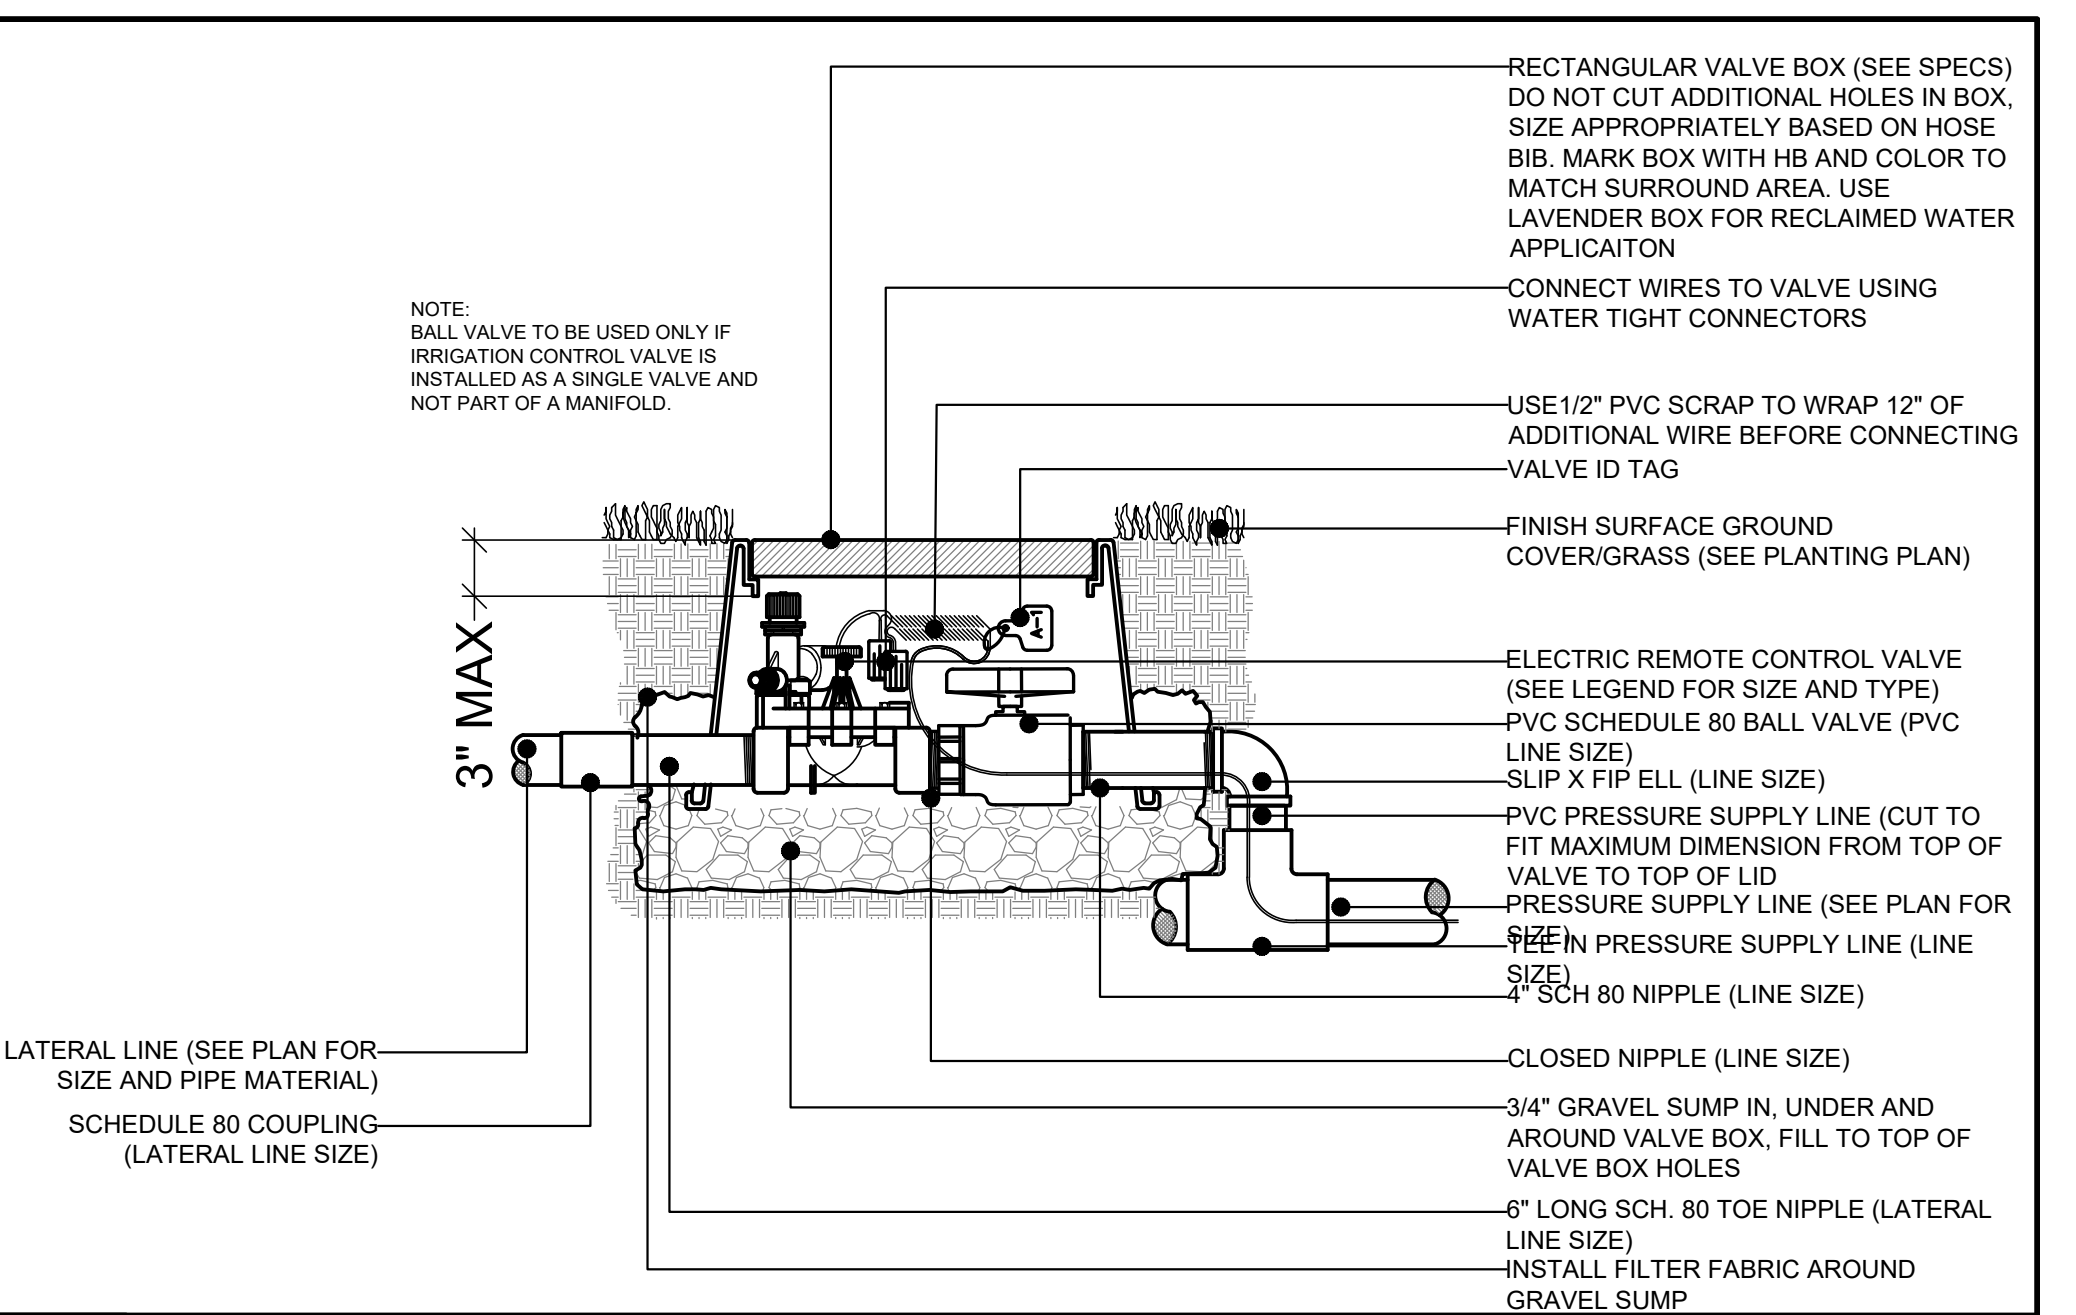 RECTANGULAR VALVE BOX (SEE SPECS)
DO NOT CUT ADDITIONAL HOLES IN BOX,
SIZE APPROPRIATELY BASED ON HOSE
BIB. MARK BOX WITH HB AND COLOR TO
MATCH SURROUND AREA. USE
LAVENDER BOX FOR RECLAIMED WATER
APPLICAITON
CONNECT WIRES TO VALVE USING
WATER TIGHT CONNECTORS
NOTE:
BALL VALVE TO BE USED ONLY IF
IRRIGATION CONTROL VALVE IS
INSTALLED AS A SINGLE VALVE AND
NOT PART OF A MANIFOLD.
USE1/2" PVC SCRAP TO WRAP 12" OF
ADDITIONAL WIRE BEFORE CONNECTING
VALVE ID TAG
FINISH SURFACE GROUND
COVER/GRASS (SEE PLANTING PLAN)
3" MAX
A-1
ELECTRIC REMOTE CONTROL VALVE
(SEE LEGEND FOR SIZE AND TYPE)
PVC SCHEDULE 80 BALL VALVE (PVC
LINE SIZE)
SLIP X FIP ELL (LINE SIZE)
PVC PRESSURE SUPPLY LINE (CUT TO
FIT MAXIMUM DIMENSION FROM TOP OF
VALVE TO TOP OF LID
PRESSURE SUPPLY LINE (SEE PLAN FOR
SIZE)
TEE IN PRESSURE SUPPLY LINE (LINE
SIZE)
4" SCH 80 NIPPLE (LINE SIZE)
LATERAL LINE (SEE PLAN FOR
SIZE AND PIPE MATERIAL)
SCHEDULE 80 COUPLING
(LATERAL LINE SIZE)
CLOSED NIPPLE (LINE SIZE)
3/4" GRAVEL SUMP IN, UNDER AND
AROUND VALVE BOX, FILL TO TOP OF
VALVE BOX HOLES
6" LONG SCH. 80 TOE NIPPLE (LATERAL
LINE SIZE)
INSTALL FILTER FABRIC AROUND
GRAVEL SUMP